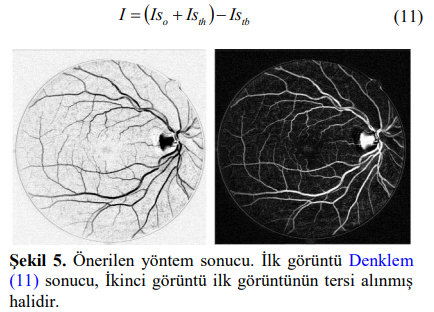 I = (Is_o + Is_th) − Is_tb (11)
Şekil 5. Önerilen yöntem sonucu. İlk görüntü Denklem
(11) sonucu, İkinci görüntü ilk görüntünün tersi alınmış
halidir.